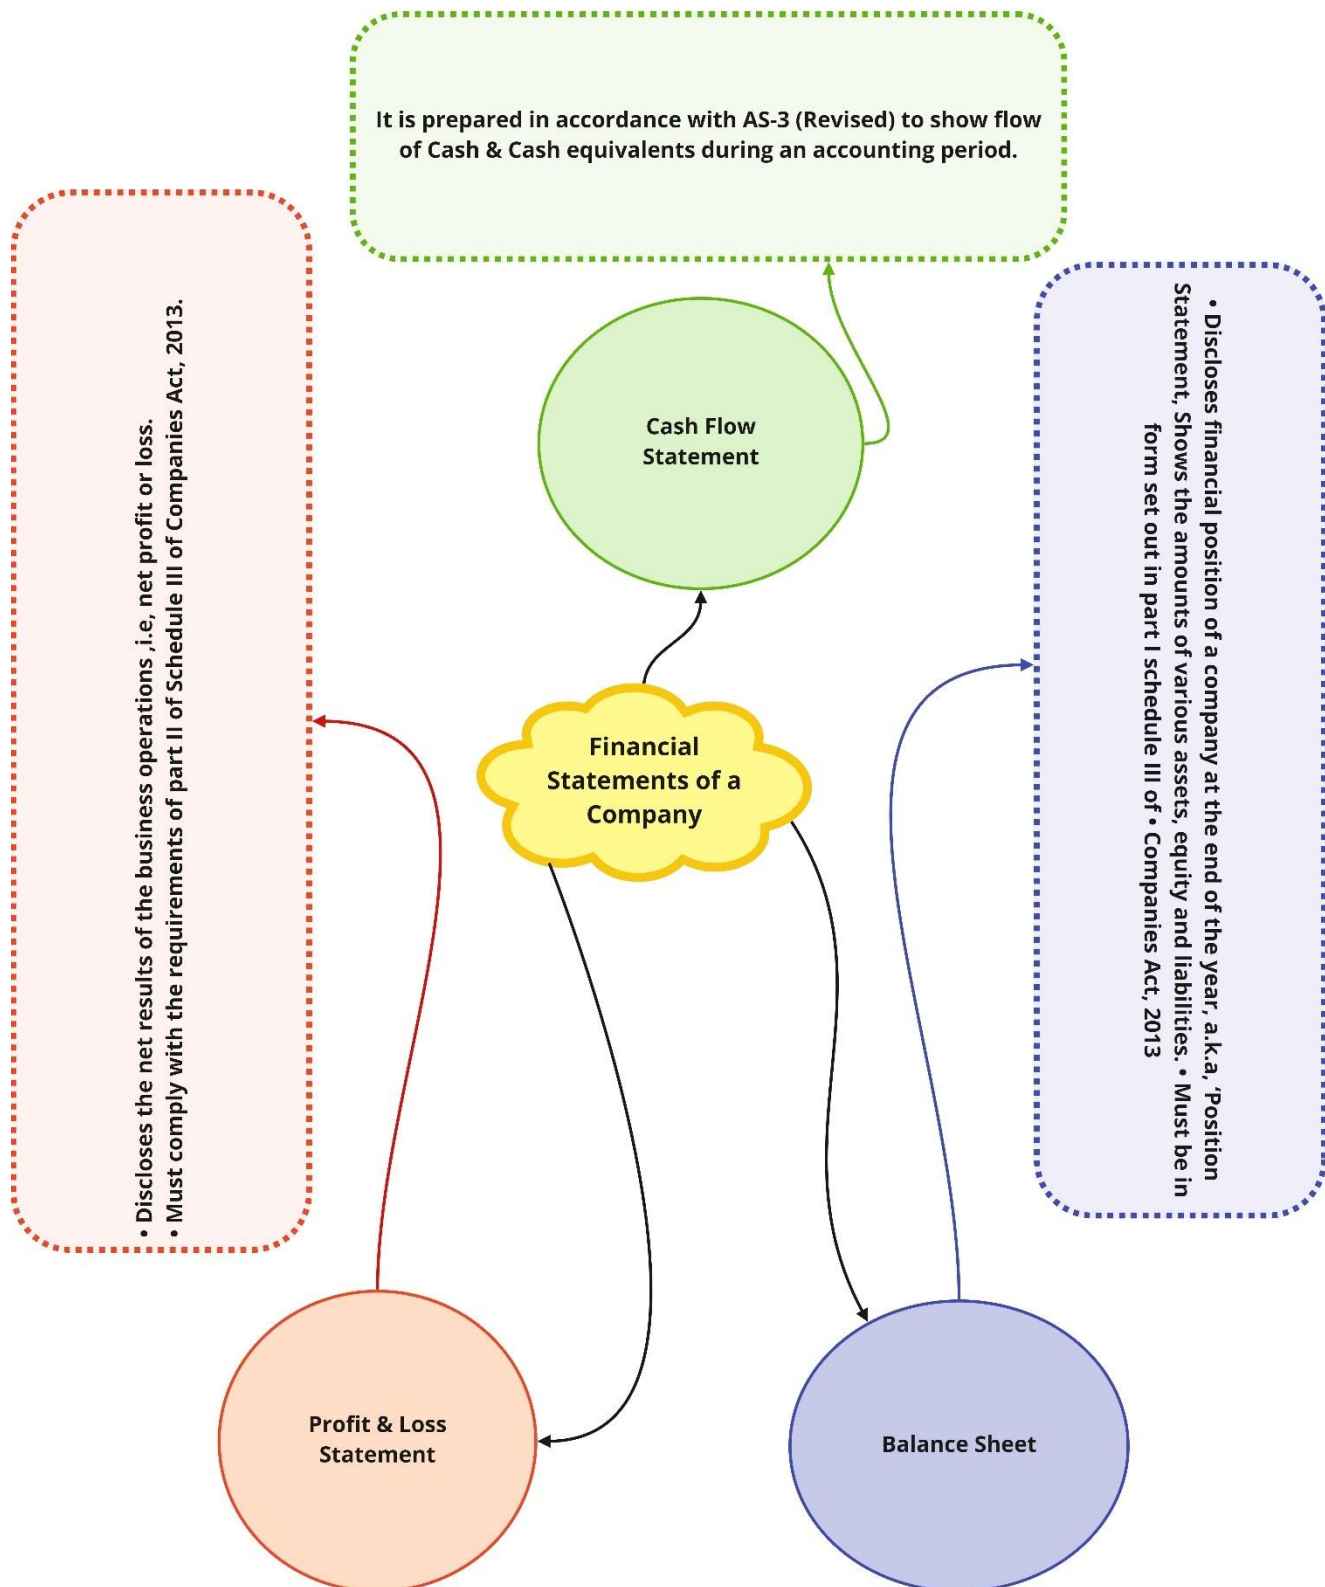 It is prepared in accordance with AS-3 (Revised) to show flow
of Cash & Cash equivalents during an accounting period.
• Discloses the net results of the business operations ,i.e, net profit or loss.
• Must comply with the requirements of part II of Schedule III of Companies Act, 2013.
• Discloses financial position of a company at the end of the year, a.k.a, ‘Position
Statement, Shows the amounts of various assets, equity and liabilities. • Must be in
form set out in part I schedule III of • Companies Act, 2013
Cash Flow
Statement
Financial
Statements of a
Company
Profit & Loss
Statement
Balance Sheet